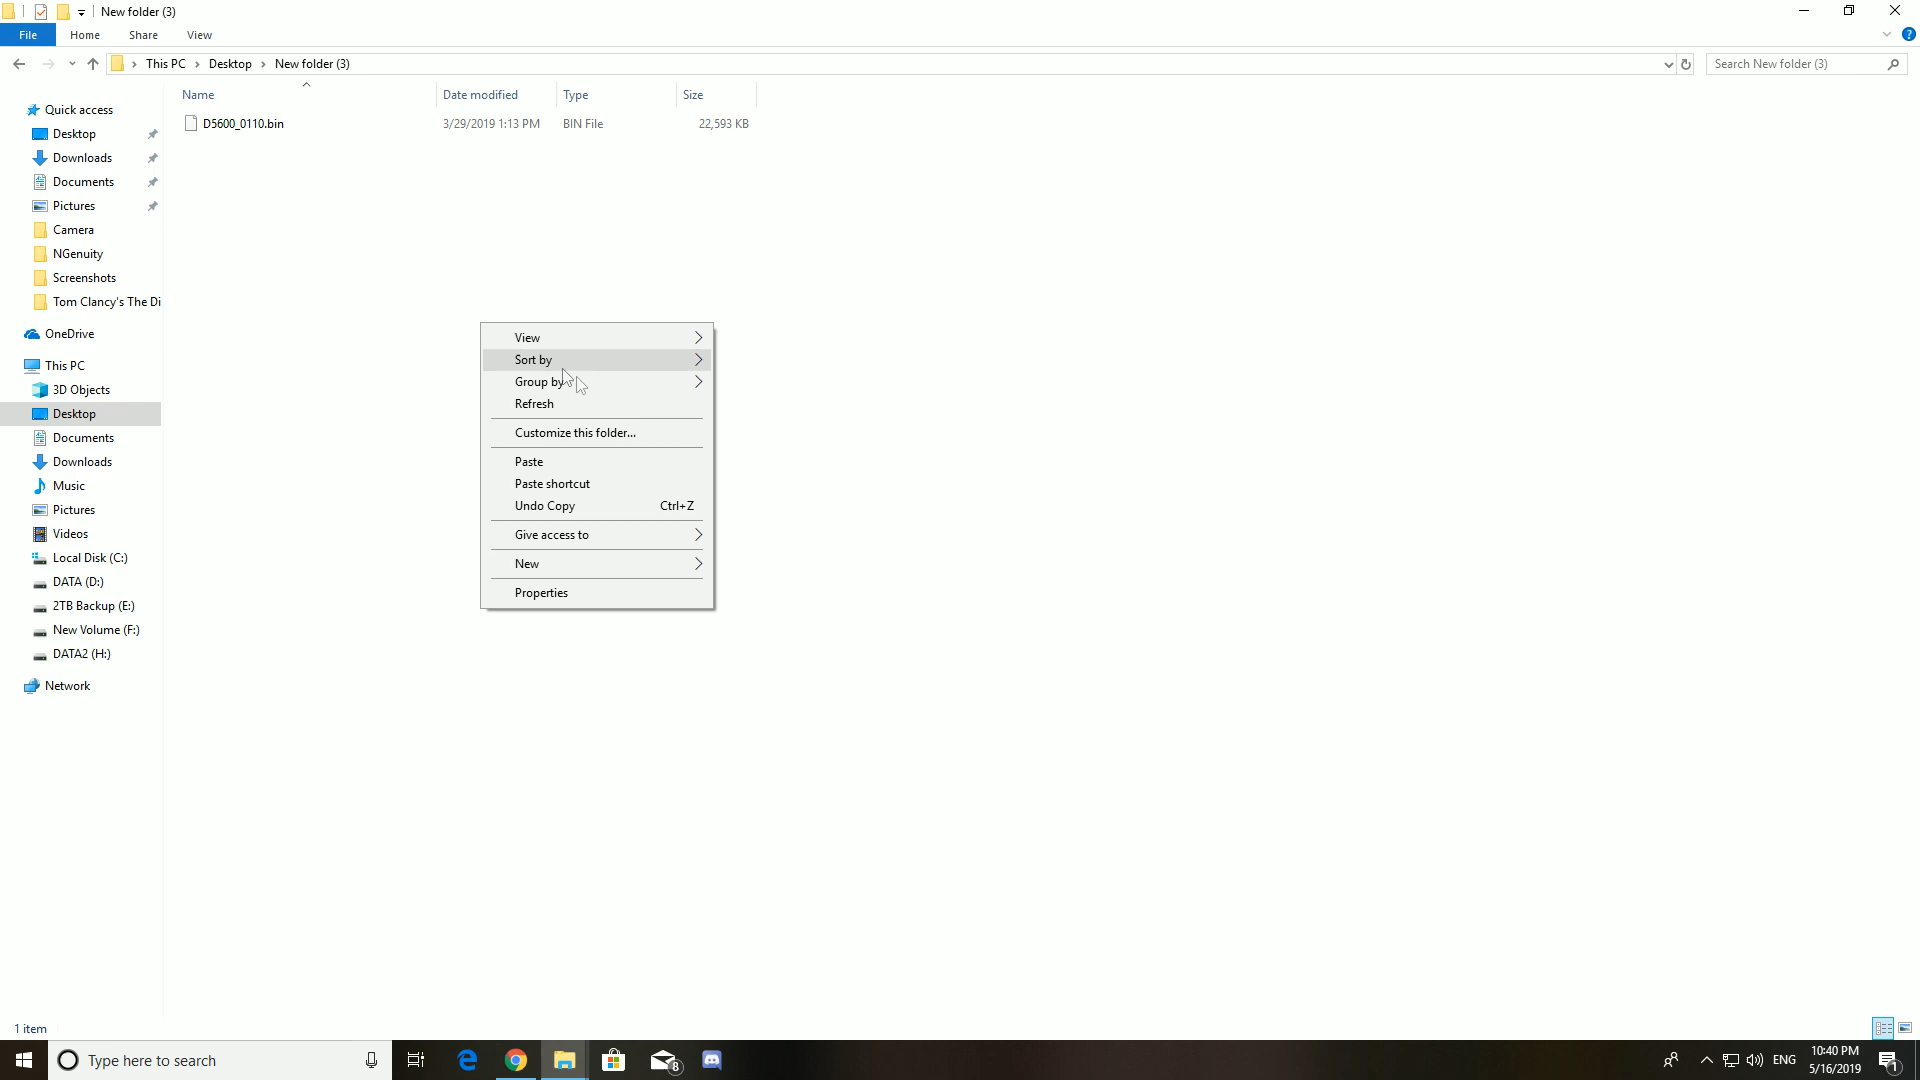 New folder (3)
File Home Share View
This PC Desktop New folder (3)
Search New folder (3)
Name Date modified Type Size
D5600_0110.bin 3/29/2019 1:13 PM BIN File 22,593 KB
Quick access
Desktop
Downloads
Documents
Pictures
Camera
NGenuity
Screenshots
Tom Clancy's The Di
OneDrive
This PC
3D Objects
Desktop
Documents
Downloads
Music
Pictures
Videos
Local Disk (C:)
DATA (D:)
2TB Backup (E:)
New Volume (F:)
DATA2 (H:)
Network
View
Sort by
Group by
Refresh
Customize this folder...
Paste
Paste shortcut
Undo Copy Ctrl+Z
Give access to
New
Properties
1 item
Type here to search
8
ENG
10:40 PM
5/16/2019
1